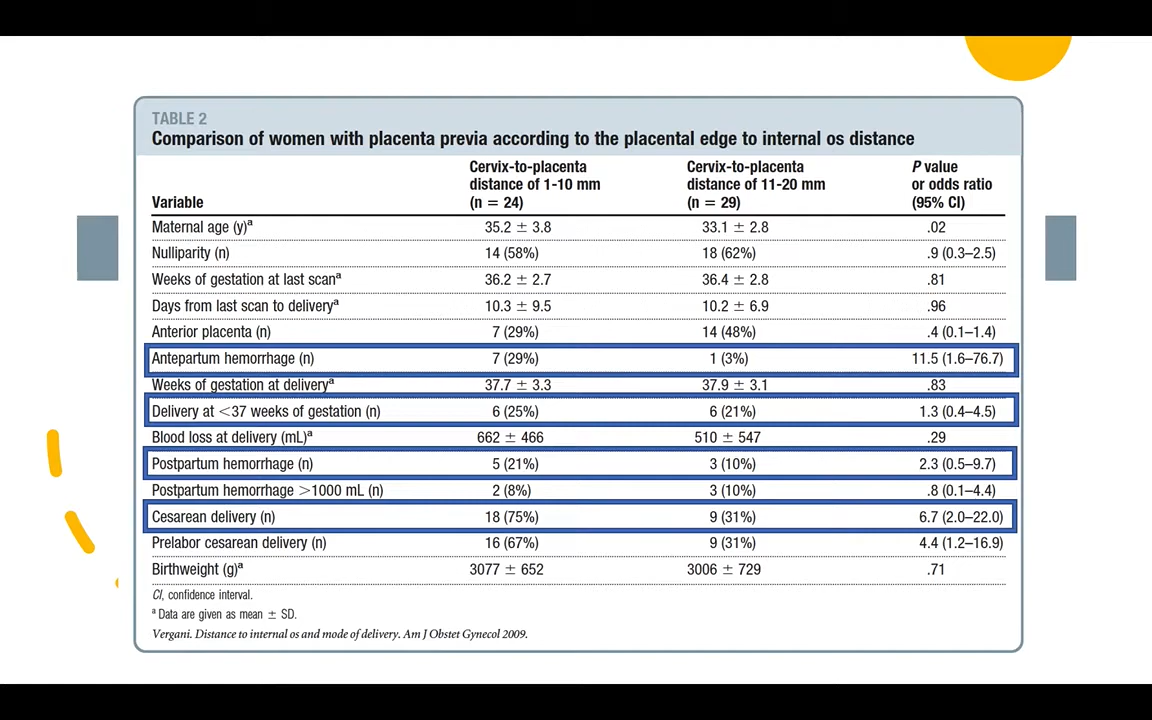 TABLE 2
Comparison of women with placenta previa according to the placental edge to internal os distance
Variable Cervix-to-placenta distance of 1-10 mm (n = 24) Cervix-to-placenta distance of 11-20 mm (n = 29) P value or odds ratio (95% CI)
Maternal age (y)a 35.2 ± 3.8 33.1 ± 2.8 .02
Nulliparity (n) 14 (58%) 18 (62%) .9 (0.3–2.5)
Weeks of gestation at last scana 36.2 ± 2.7 36.4 ± 2.8 .81
Days from last scan to deliverya 10.3 ± 9.5 10.2 ± 6.9 .96
Anterior placenta (n) 7 (29%) 14 (48%) .4 (0.1–1.4)
Antepartum hemorrhage (n) 7 (29%) 1 (3%) 11.5 (1.6–76.7)
Weeks of gestation at deliverya 37.7 ± 3.3 37.9 ± 3.1 .83
Delivery at <37 weeks of gestation (n) 6 (25%) 6 (21%) 1.3 (0.4–4.5)
Blood loss at delivery (mL)a 662 ± 466 510 ± 547 .29
Postpartum hemorrhage (n) 5 (21%) 3 (10%) 2.3 (0.5–9.7)
Postpartum hemorrhage >1000 mL (n) 2 (8%) 3 (10%) .8 (0.1–4.4)
Cesarean delivery (n) 18 (75%) 9 (31%) 6.7 (2.0–22.0)
Prelabor cesarean delivery (n) 16 (67%) 9 (31%) 4.4 (1.2–16.9)
Birthweight (g)a 3077 ± 652 3006 ± 729 .71
CI, confidence interval.
a Data are given as mean ± SD.
Vergani. Distance to internal os and mode of delivery. Am J Obstet Gynecol 2009.